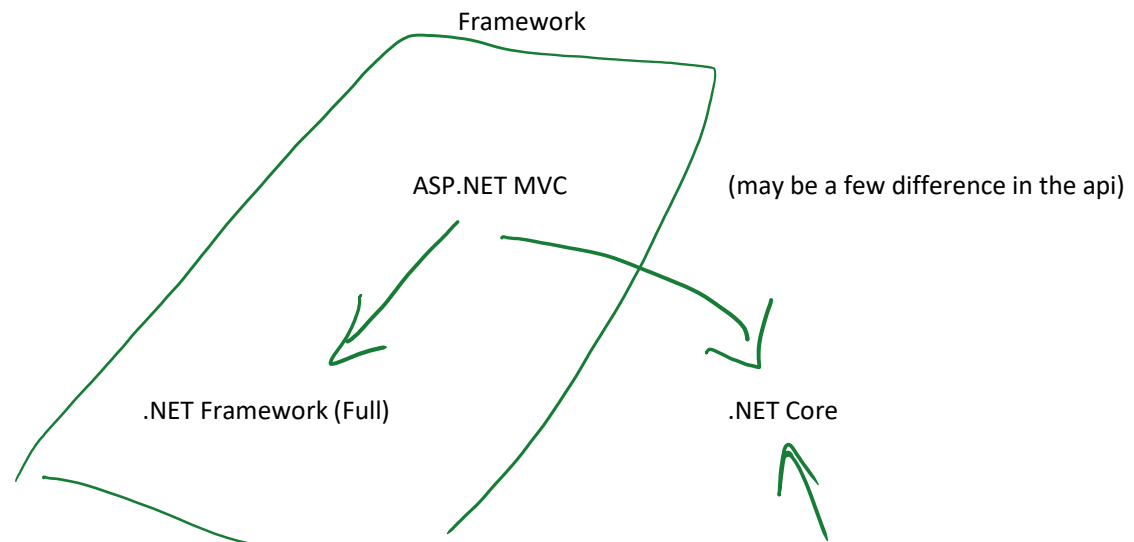 Framework
ASP.NET MVC
(may be a few difference in the api)
.NET Framework (Full)
.NET Core